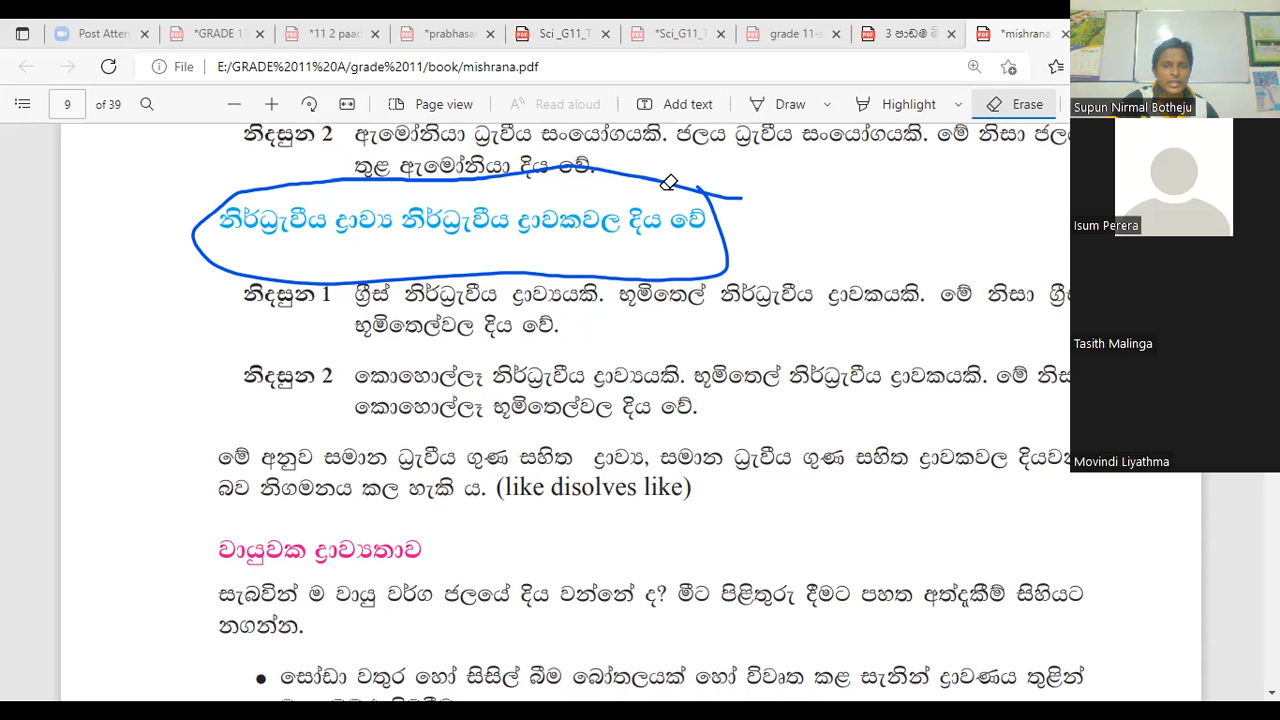 Post Atten
*GRADE 1
*11 2 paac
*prabhasa
Sci_G11_T
*Sci_G11_T
grade 11-s
3 පාඩම
*mishrana.
File E:/GRADE%2011%20A/grade%2011/book/mishrana.pdf
9 of 39 Page view Read aloud Add text Draw Highlight Erase
නිදසුන 2 ඇමෝනියා ධ්‍රැවීය සංයෝගයකි. ජලය ධ්‍රැවීය සංයෝගයකි. මේ නිසා
තුළ ඇමෝනියා දිය වේ.
නිර්ධ්‍රැවීය ද්‍රාව්‍ය නිර්ධ්‍රැවීය ද්‍රාවකවල දිය වේ
නිදසුන 1 ග්‍රීස් නිර්ධ්‍රැවීය ද්‍රාව්‍යයකි. භූමිතෙල් නිර්ධ්‍රැවීය ද්‍රාවකයකි. මේ නිසා
භූමිතෙල්වල දිය වේ.
නිදසුන 2 කොහොල්ලෑ නිර්ධ්‍රැවීය ද්‍රාව්‍යයකි. භූමිතෙල් නිර්ධ්‍රැවීය ද්‍රාවකයකි. මේ
කොහොල්ලෑ භූමිතෙල්වල දිය වේ.
මේ අනුව සමාන ධ්‍රැවීය ගුණ සහිත ද්‍රාව්‍ය, සමාන ධ්‍රැවීය ගුණ සහිත ද්‍රාවකවල
බව නිගමනය කල හැකි ය. (like disolves like)
වායුවක ද්‍රාව්‍යතාව
සැබවින් ම වායු වර්ග ජලයේ දිය වන්නේ ද? මීට පිළිතුරු දීමට පහත අත්දැකීම් සිහියට
නගන්න.
• සෝඩා වතුර හෝ සිසිල් බීම බෝතලයක් හෝ විවෘත කළ සැනින් ද්‍රාවණය තුළින්
Supun Nirmal Botheju
Isum Perera
Tasith Malinga
Movindi Liyathma